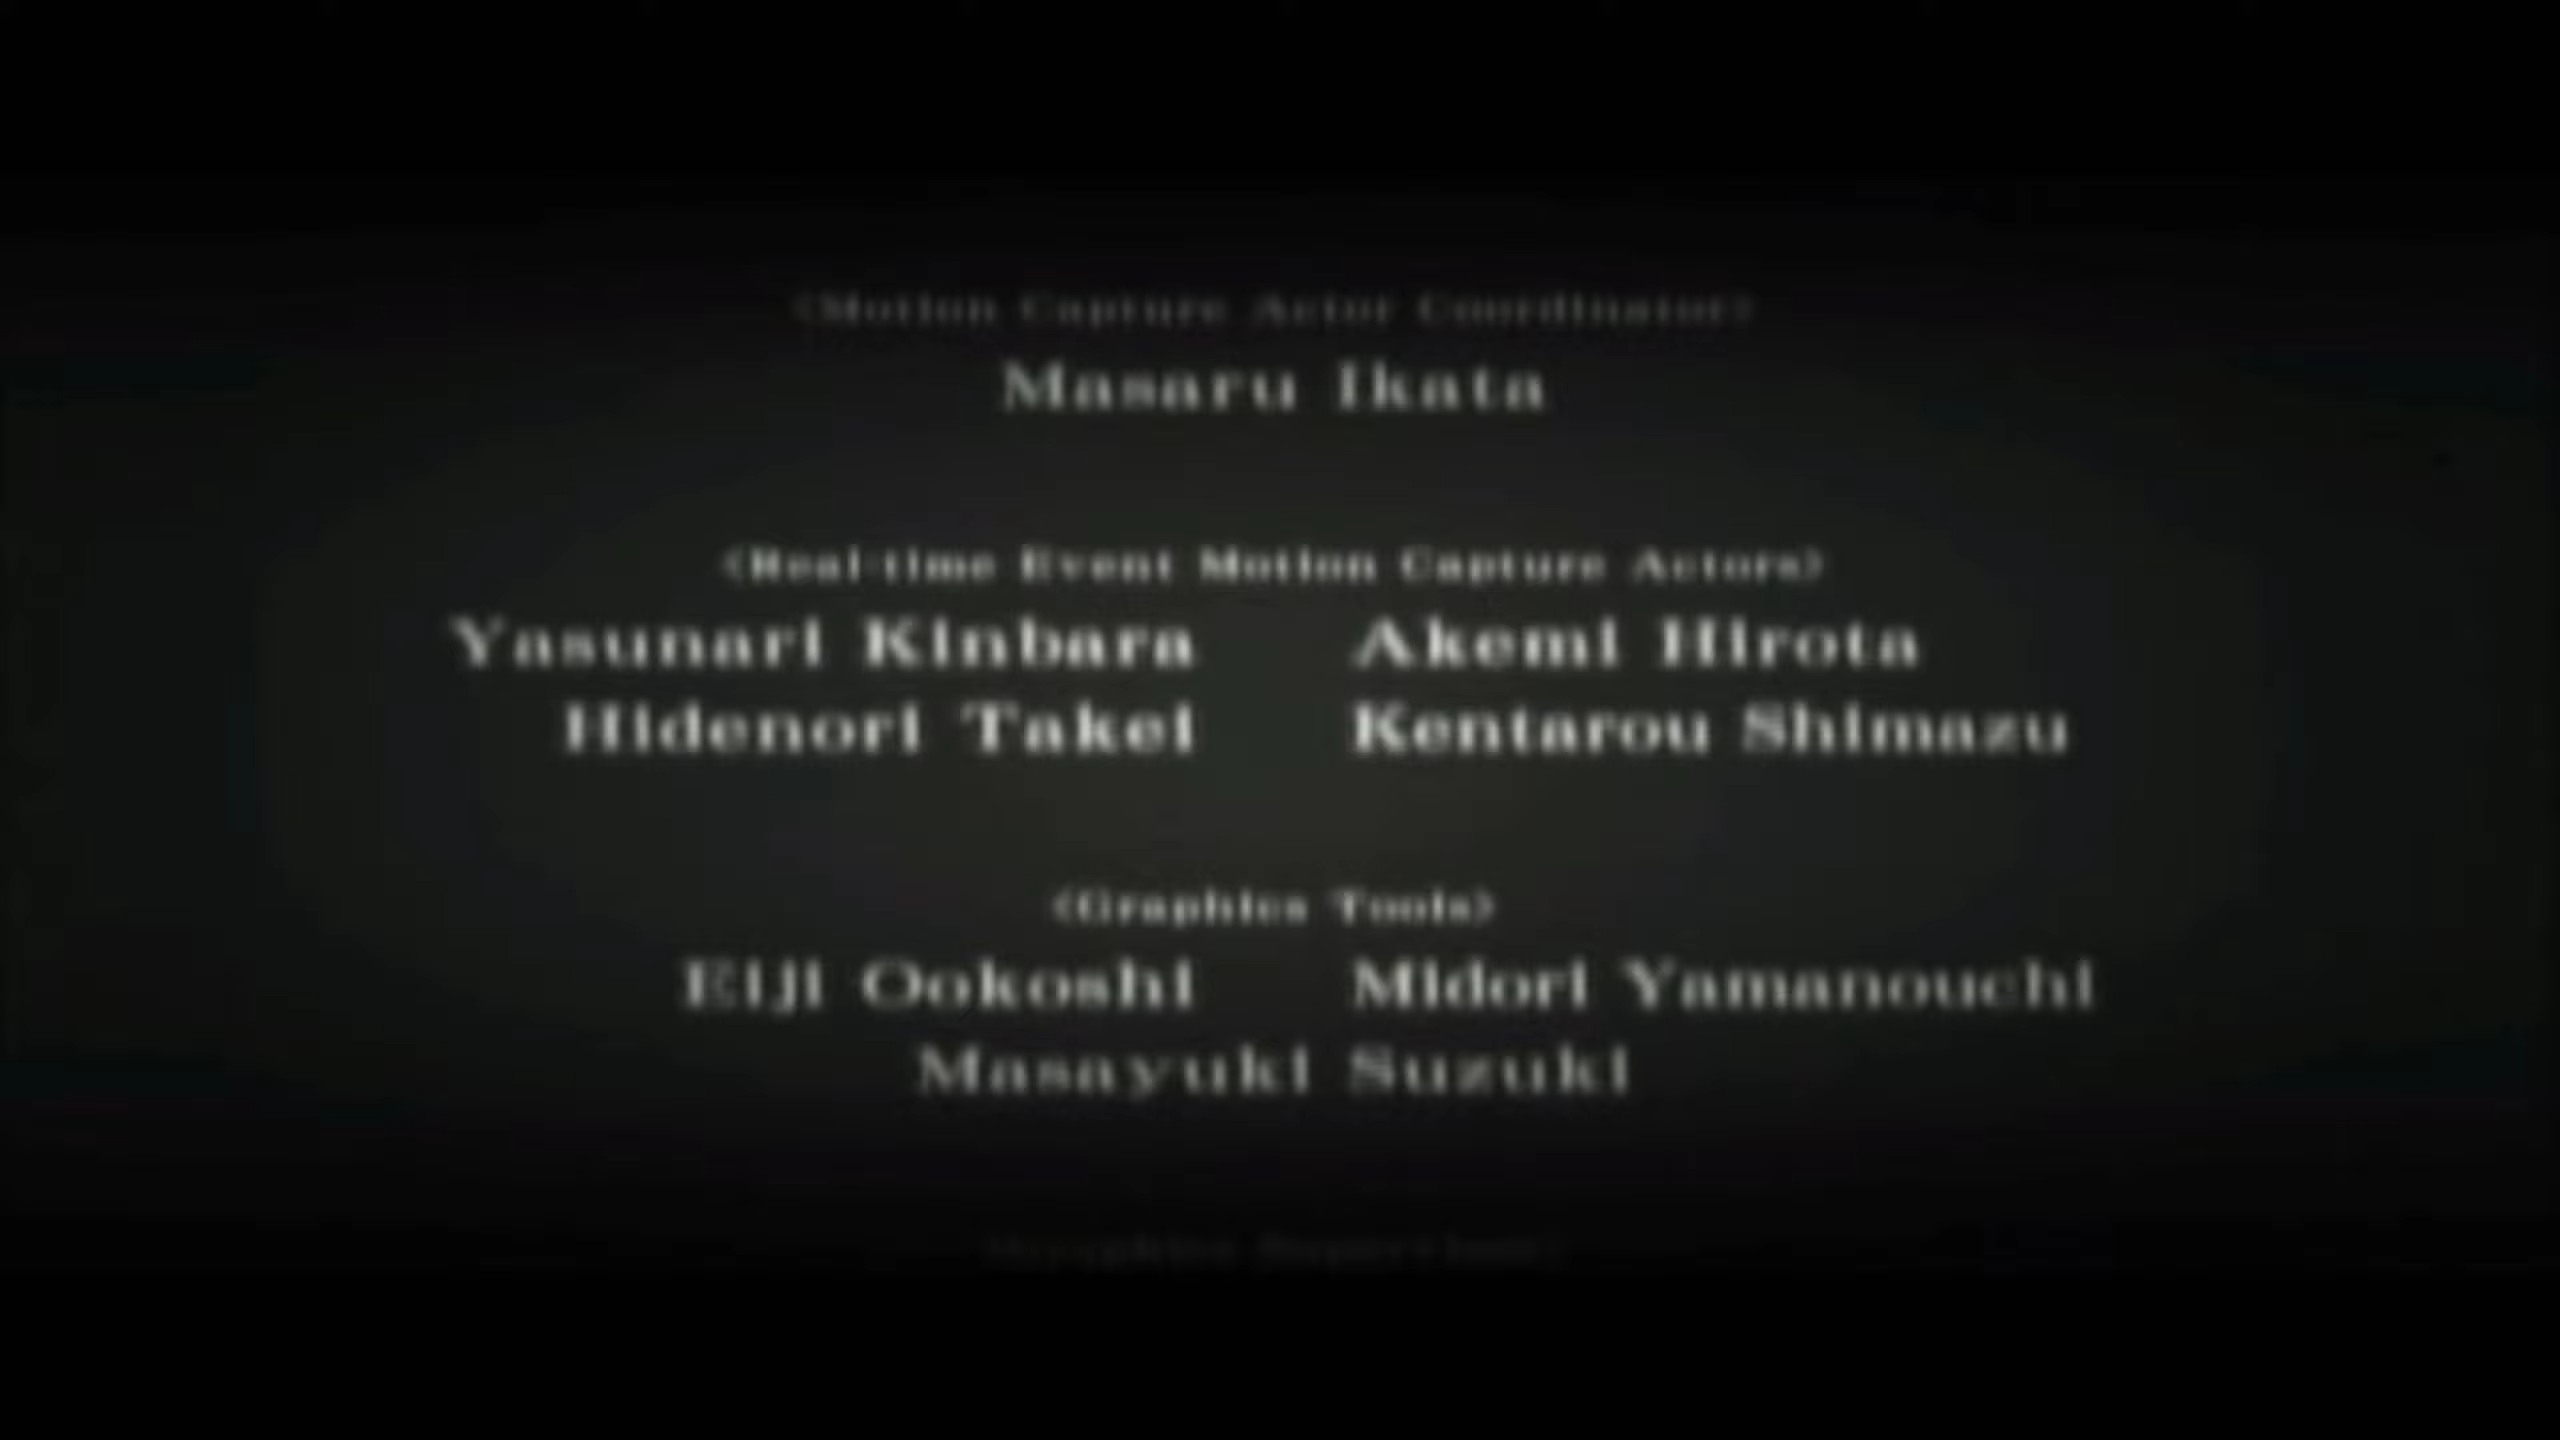 <Motion Capture Actor Coordinator>
Masaru Ikata
<Real-time Event Motion Capture Actors>
Yasunari Kinbara Akemi Hirota
Hidenori Takei Kentarou Shimazu
<Graphics Tools>
Eiji Ookoshi Midori Yamanouchi
Masayuki Suzuki